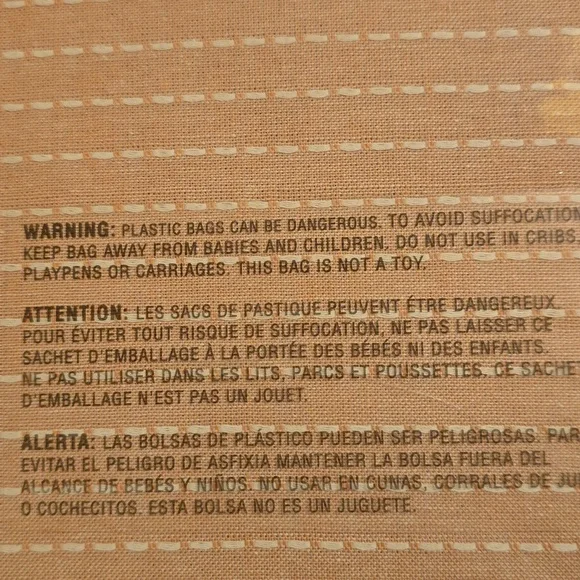 WARNING: PLASTIC BAGS CAN BE DANGEROUS. TO AVOID SUFFOCATION
KEEP BAG AWAY FROM BABIES AND CHILDREN. DO NOT USE IN CRIBS
PLAYPENS OR CARRIAGES. THIS BAG IS NOT A TOY.
ATTENTION: LES SACS DE PASTIQUE PEUVENT ÉTRE DANGEREUX
POUR ÉVITER TOUT RISQUE DE SUFFOCATION, NE PAS LAISSER CE
SACHET D'EMBALLAGE À LA PORTÉE DES BÉBÉS NI DES ENFANTS.
NE PAS UTILISER DANS LES LITS, PARCS ET POUSSETTES. CE SACHE
D'EMBALLAGE N'EST PAS UN JOUET.
ALERTA: LAS BOLSAS DE PLÁSTICO PUEDEN SER PELIGROSAS. PAR
EVITAR EL PELIGRO DE ASFIXIA MANTENER LA BOLSA FUERA DEL
ALCANCE DE BEBÉS Y NIÑOS. NO USAR EN CUNAS, CORRALES DE JU
O COCHECITOS. ESTA BOLSA NO ES UN JUGUETE.